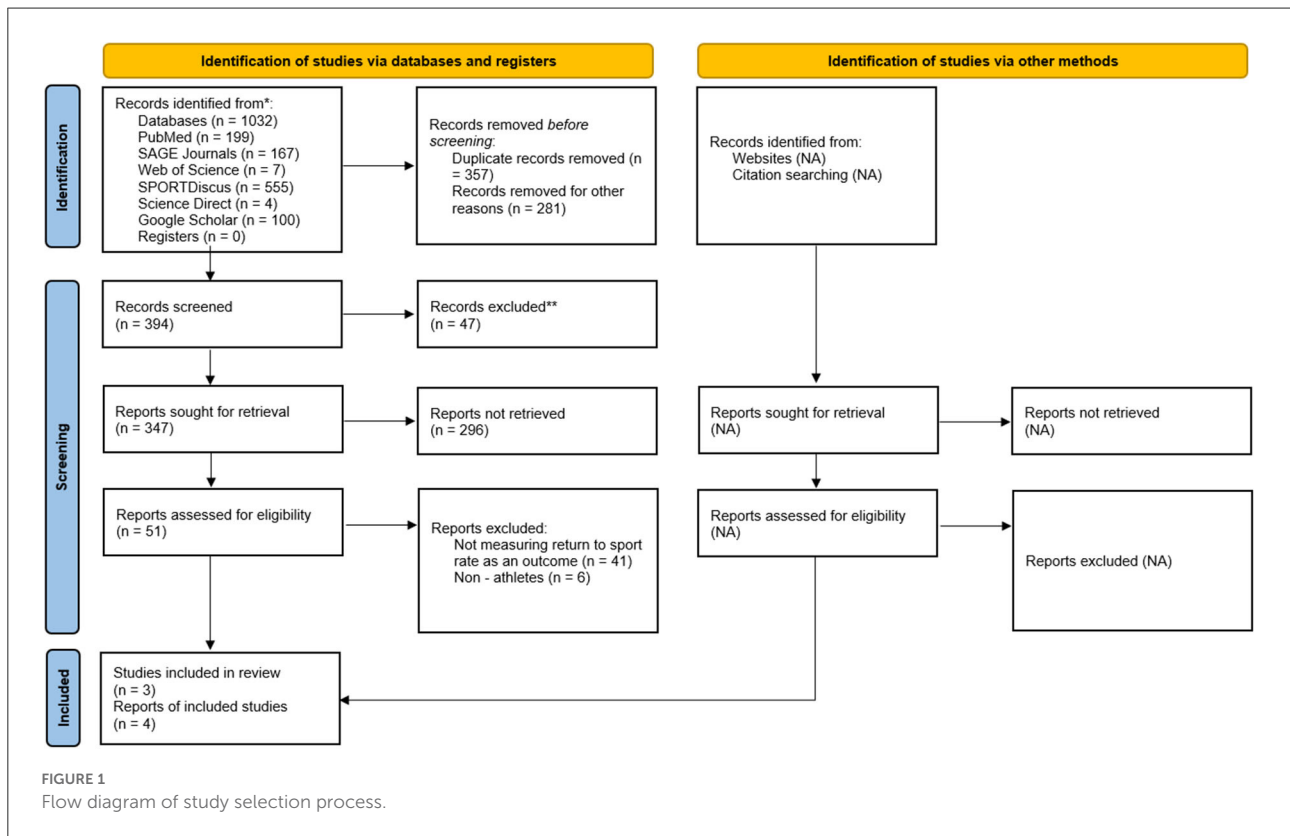 Identification of studies via databases and registers
Identification of studies via other methods
Identification
Records identified from*:
Databases (n = 1032)
PubMed (n = 199)
SAGE Journals (n = 167)
Web of Science (n = 7)
SPORTDiscus (n = 555)
Science Direct (n = 4)
Google Scholar (n = 100)
Registers (n = 0)
Records removed before
screening:
Duplicate records removed (n
= 357)
Records removed for other
reasons (n = 281)
Records identified from:
Websites (NA)
Citation searching (NA)
Screening
Records screened
(n = 394)
Records excluded**
(n = 47)
Reports sought for retrieval
(n = 347)
Reports not retrieved
(n = 296)
Reports sought for retrieval
(NA)
Reports not retrieved
(NA)
Reports assessed for eligibility
(n = 51)
Reports excluded:
Not measuring return to sport
rate as an outcome (n = 41)
Non - athletes (n = 6)
Reports assessed for eligibility
(NA)
Reports excluded (NA)
Included
Studies included in review
(n = 3)
Reports of included studies
(n = 4)
FIGURE 1
Flow diagram of study selection process.